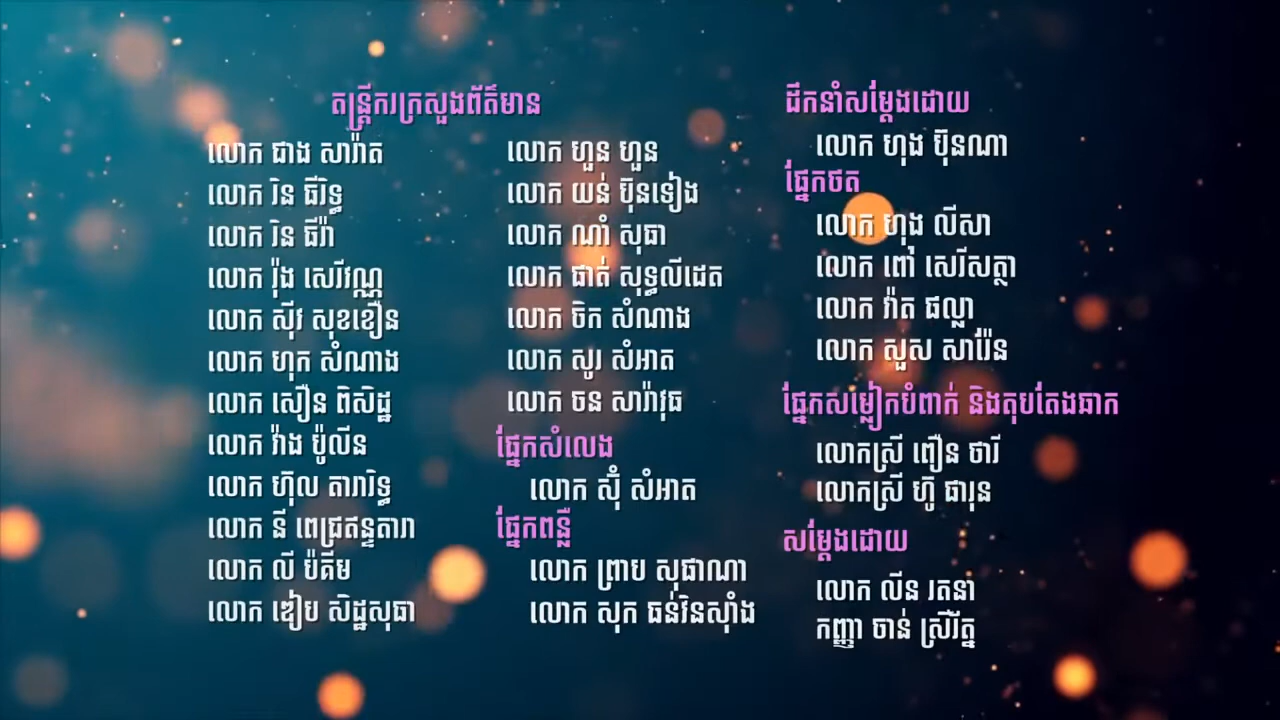 តន្ត្រីករក្រសួងព័ត៌មាន
លោក ជាង សារ៉ាត
លោក រិន ធីរិទ្ធ
លោក រិន ធីរ៉ា
លោក រ៉ុង សេរីវណ្ណ
លោក ស៊ីវ សុខខឿន
លោក ហុក សំណាង
លោក សឿន ពិសិដ្ឋ
លោក វ៉ាង ប៉ូលីន
លោក ហ៊ុល តារារិទ្ធ
លោក នី ពេជ្រឥន្ទតារា
លោក លី ប៉គីម
លោក ឌៀប សិដ្ឋសុធា
លោក ហួន ហួន
លោក យន់ ប៊ុនទៀង
លោក ណាំ សុធា
លោក ផាត់ សុទ្ធលីដេត
លោក ចិក សំណាង
លោក សូរ សំអាត
លោក ចន សារ៉ាវុធ
ផ្នែកសំលេង
លោក ស៊ុំ សំអាត
ផ្នែកពន្លឺ
លោក ព្រាប សុផាណា
លោក សុក ធន់វិនស៊ាំង
ដឹកនាំសម្តែងដោយ
លោក ហុង ប៊ុនណា
ផ្នែកថត
លោក ហុង លីសា
លោក ពៅ សេរីសត្ថា
លោក វ៉ាត ផល្លា
លោក សួស សារ៉ែន
ផ្នែកសម្លៀកបំពាក់ និងតុបតែងឆាក
លោកស្រី ពឿន ថារី
លោកស្រី ហ៊ូ ផារុន
សម្តែងដោយ
លោក លីន រតនា
កញ្ញា ចាន់ ស្រីរ័ត្ន